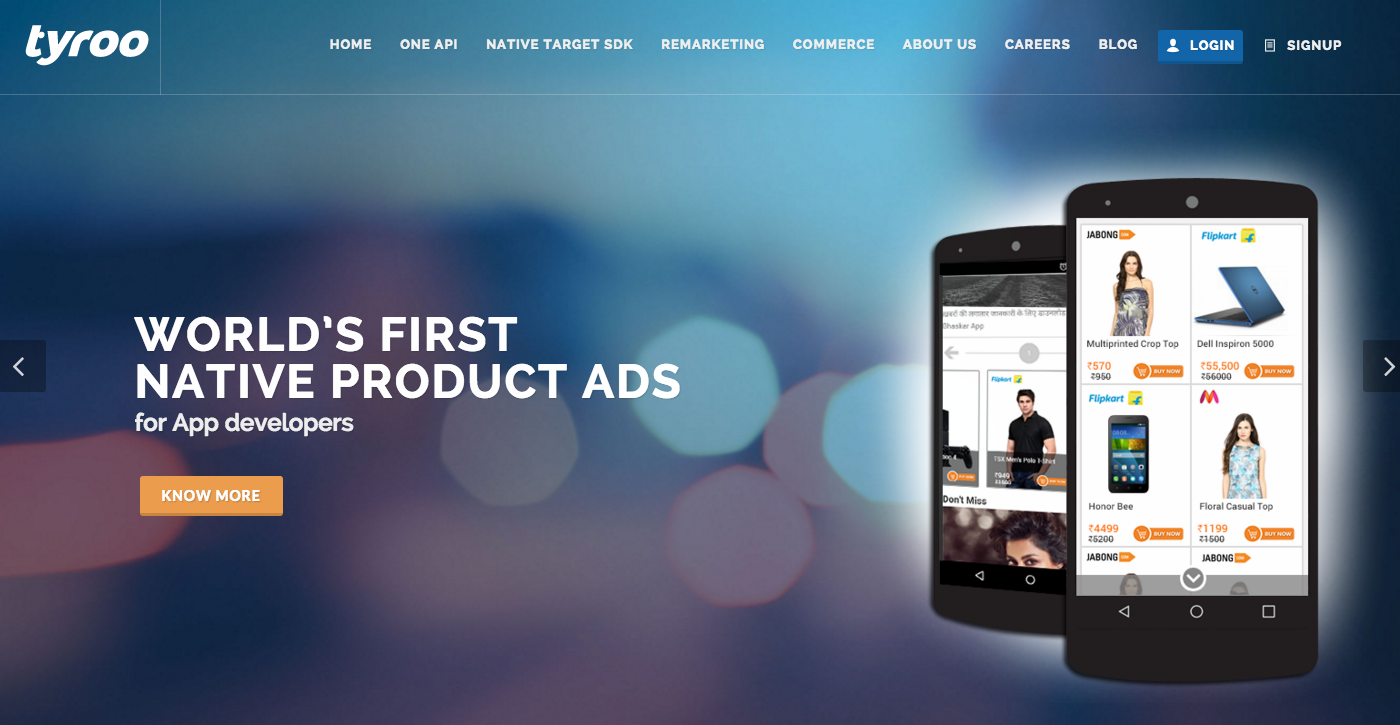 tyroo
HOME ONE API NATIVE TARGET SDK REMARKETING COMMERCE ABOUT US CAREERS BLOG LOGIN SIGNUP
WORLD'S FIRST
NATIVE PRODUCT ADS
for App developers
KNOW MORE
Bhaskar App
1
Flipkart
TSX Men's Polo T-Shirt
BUY NOW
Don't Miss
JABONG
Multiprinted Crop Top
₹570
₹950
BUY NOW
Flipkart
Dell Inspiron 5000
₹55,500
₹56000
BUY NOW
Flipkart
Honor Bee
₹4499
₹5200
BUY NOW
Floral Casual Top
₹1199
₹1500
BUY NOW
JABONG
JABONG